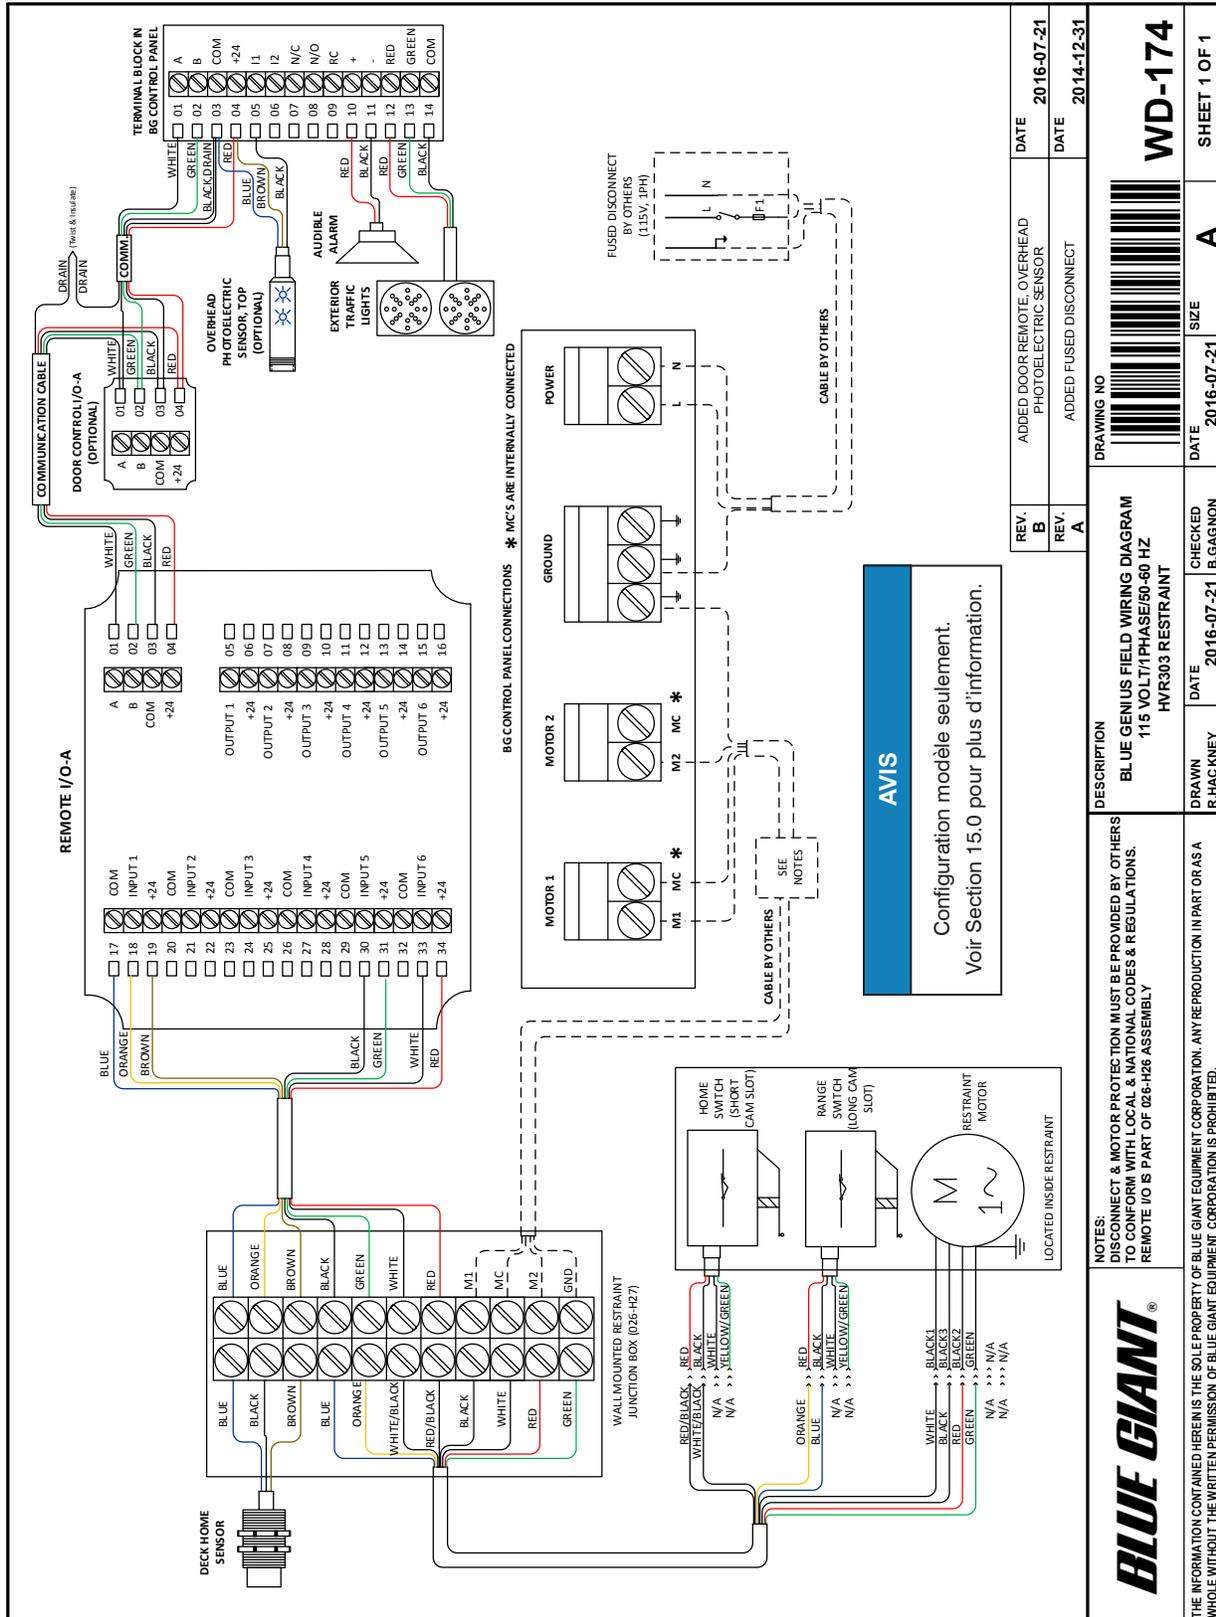 REMOTE I/O-A
17 COM
18 INPUT 1
19 +24
20 COM
21 INPUT 2
22 +24
23 COM
24 INPUT 3
25 +24
26 COM
27 INPUT 4
28 +24
29 COM
30 INPUT 5
31 +24
32 COM
33 INPUT 6
34 +24
A 01 WHITE
B 02 GREEN
COM 03 BLACK
+24 04 RED
OUTPUT 1 05
+24 06
OUTPUT 2 07
+24 08
OUTPUT 3 09
+24 10
OUTPUT 4 11
+24 12
OUTPUT 5 13
+24 14
OUTPUT 6 15
+24 16
BLUE
ORANGE
BROWN
BLACK
GREEN
WHITE
RED
COMMUNICATION CABLE
DOOR CONTROL I/O-A
(OPTIONAL)
A 01 WHITE
B 02 GREEN
COM 03 BLACK
+24 04 RED
DRAIN
DRAIN
(Twist & Insulate)
COMM.
TERMINAL BLOCK IN
BG CONTROL PANEL
WHITE 01 A
GREEN 02 B
BLACK,DRAIN 03 COM
RED 04 +24
BLUE
BROWN
BLACK 05 I1
06 I2
07 N/C
08 N/O
09 RC
RED 10 +
BLACK 11 -
RED 12 RED
GREEN 13 GREEN
BLACK 14 COM
OVERHEAD
PHOTOELECTRIC
SENSOR, TOP
(OPTIONAL)
AUDIBLE
ALARM
EXTERIOR
TRAFFIC
LIGHTS
DECK HOME
SENSOR
BLUE BLUE
BLACK ORANGE
BROWN BROWN
BLUE BLACK
ORANGE GREEN
WHITE/BLACK WHITE
RED/BLACK RED
BLACK M1
WHITE MC
RED M2
GREEN GND
WALL MOUNTED RESTRAINT
JUNCTION BOX (026-H27)
BG CONTROL PANEL CONNECTIONS * MC'S ARE INTERNALLY CONNECTED
MOTOR 1
MOTOR 2
GROUND
POWER
M1 MC *
M2 MC *
L N
CABLE BY OTHERS
SEE
NOTES
CABLE BY OTHERS
FUSED DISCONNECT
BY OTHERS
(115V, 1PH)
L N
F1
RED/BLACK RED
WHITE/BLACK BLACK
N/A WHITE
N/A YELLOW/GREEN
HOME
SWITCH
(SHORT
CAM SLOT)
ORANGE RED
BLUE BLACK
N/A WHITE
N/A YELLOW/GREEN
RANGE
SWITCH
(LONG CAM
SLOT)
WHITE BLACK1
BLACK BLACK3
RED BLACK2
GREEN GREEN
N/A N/A
N/A N/A
M
1~
RESTRAINT
MOTOR
LOCATED INSIDE RESTRAINT
AVIS
Configuration modèle seulement.
Voir Section 15.0 pour plus d'information.
REV. B ADDED DOOR REMOTE, OVERHEAD
PHOTOELECTRIC SENSOR DATE 2016-07-21
REV. A ADDED FUSED DISCONNECT DATE 2014-12-31
BLUE GIANT®
NOTES:
DISCONNECT & MOTOR PROTECTION MUST BE PROVIDED BY OTHERS
TO CONFORM WITH LOCAL & NATIONAL CODES & REGULATIONS.
REMOTE I/O IS PART OF 026-H26 ASSEMBLY
DESCRIPTION
BLUE GENIUS FIELD WIRING DIAGRAM
115 VOLT/1PHASE/50-60 HZ
HVR303 RESTRAINT
DRAWING NO
WD-174
THE INFORMATION CONTAINED HEREIN IS THE SOLE PROPERTY OF BLUE GIANT EQUIPMENT CORPORATION. ANY REPRODUCTION IN PART OR AS A
WHOLE WITHOUT THE WRITTEN PERMISSION OF BLUE GIANT EQUIPMENT CORPORATION IS PROHIBITED.
DRAWN R.HACKNEY
DATE 2016-07-21
CHECKED B.GAGNON
DATE 2016-07-21
SIZE A
SHEET 1 OF 1